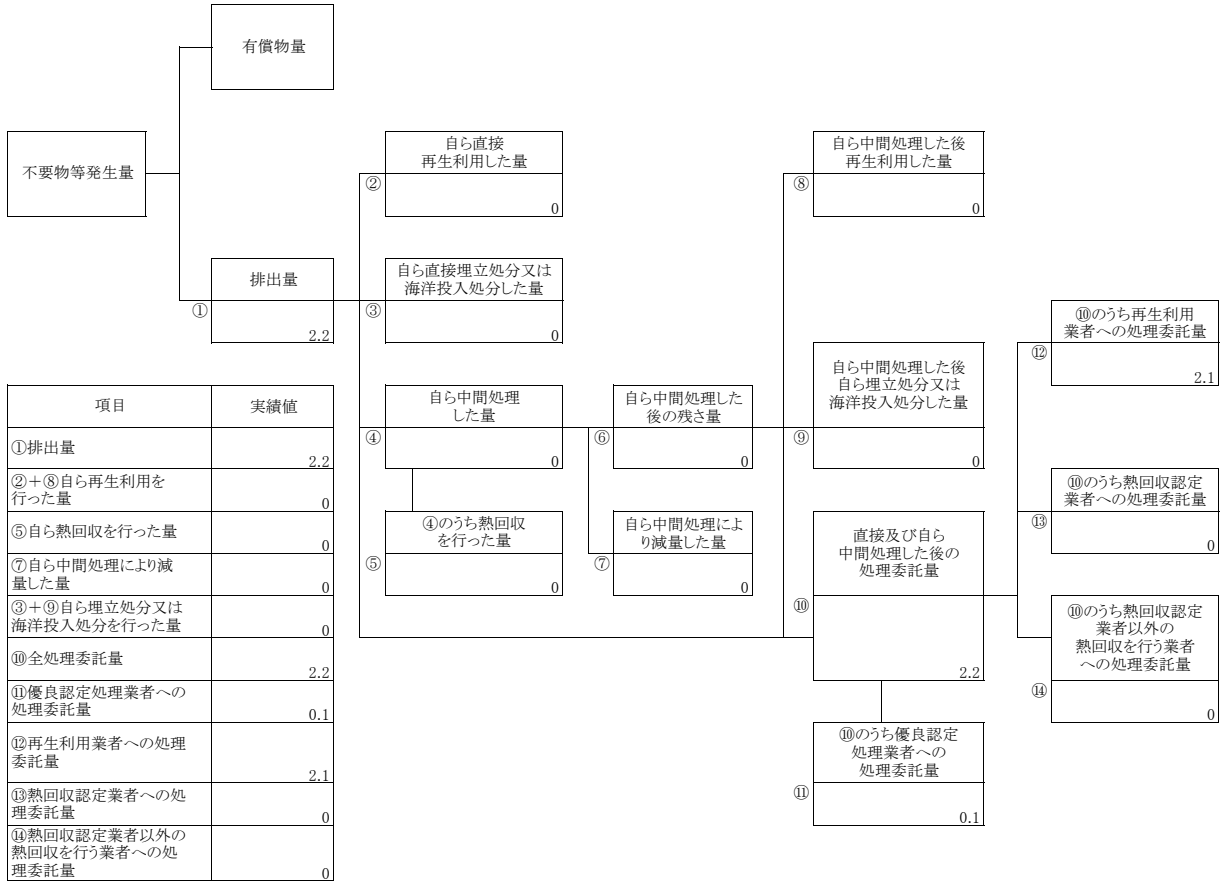 有償物量
不要物等発生量
自ら直接
再生利用した量
②
0
自ら中間処理した後
再生利用した量
⑧
0
排出量
①
2.2
自ら直接埋立処分又は
海洋投入処分した量
③
0
⑩のうち再生利用
業者への処理委託量
⑫
2.1
自ら中間処理
した量
④
0
自ら中間処理した
後の残さ量
⑥
0
自ら中間処理した後
自ら埋立処分又は
海洋投入処分した量
⑨
0
⑩のうち熱回収認定
業者への処理委託量
⑬
0
④のうち熱回収
を行った量
⑤
0
自ら中間処理によ
り減量した量
⑦
0
直接及び自ら
中間処理した後の
処理委託量
⑩
2.2
⑩のうち熱回収認定
業者以外の
熱回収を行う業者
への処理委託量
⑭
0
⑩のうち優良認定
処理業者への
処理委託量
⑪
0.1
項目 実績値
①排出量
2.2
②+⑧自ら再生利用を
行った量
0
⑤自ら熱回収を行った量
0
⑦自ら中間処理により減
量した量
0
③+⑨自ら埋立処分又は
海洋投入処分を行った量
0
⑩全処理委託量
2.2
⑪優良認定処理業者への
処理委託量
0.1
⑫再生利用業者への処理
委託量
2.1
⑬熱回収認定業者への処
理委託量
0
⑭熱回収認定業者以外の
熱回収を行う業者への処
理委託量
0